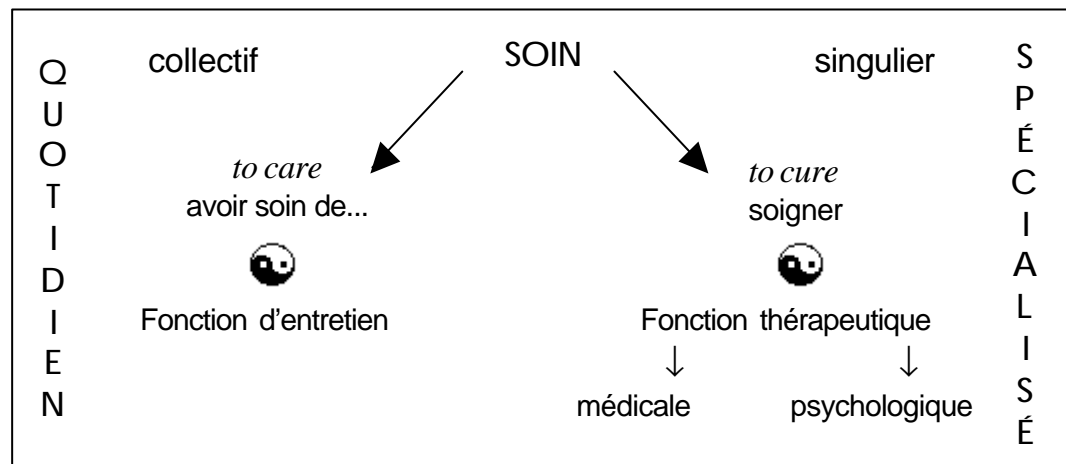 QUOTIDIEN
collectif
SOIN
singulier
SPÉCIALISÉ
to care
avoir soin de...
to cure
soigner
Fonction d'entretien
Fonction thérapeutique
médicale
psychologique